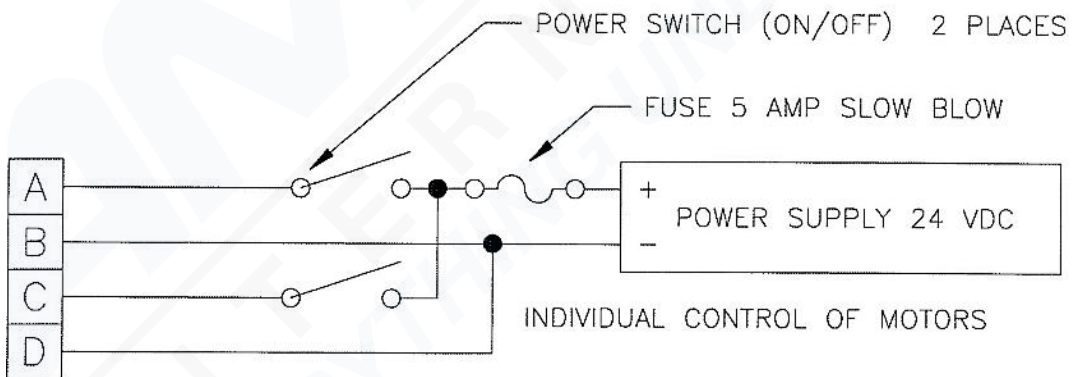 POWER SWITCH (ON/OFF) 2 PLACES
FUSE 5 AMP SLOW BLOW
A
+
POWER SUPPLY 24 VDC
B
−
C
INDIVIDUAL CONTROL OF MOTORS
D